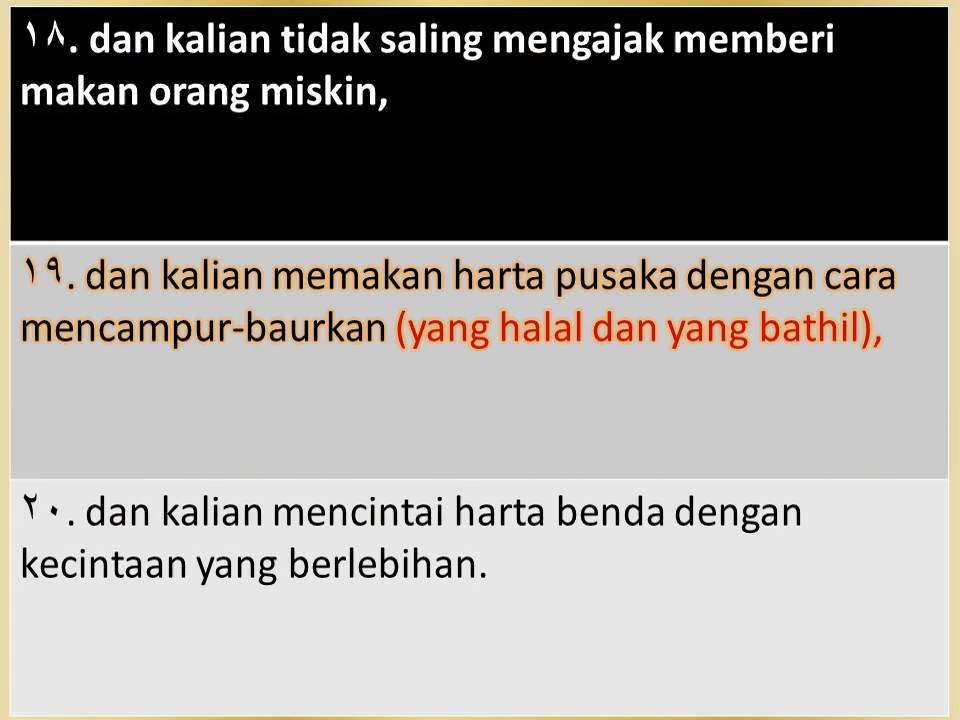 ١٨. dan kalian tidak saling mengajak memberi
makan orang miskin,
١٩. dan kalian memakan harta pusaka dengan cara
mencampur-baurkan (yang halal dan yang bathil),
٢٠. dan kalian mencintai harta benda dengan
kecintaan yang berlebihan.